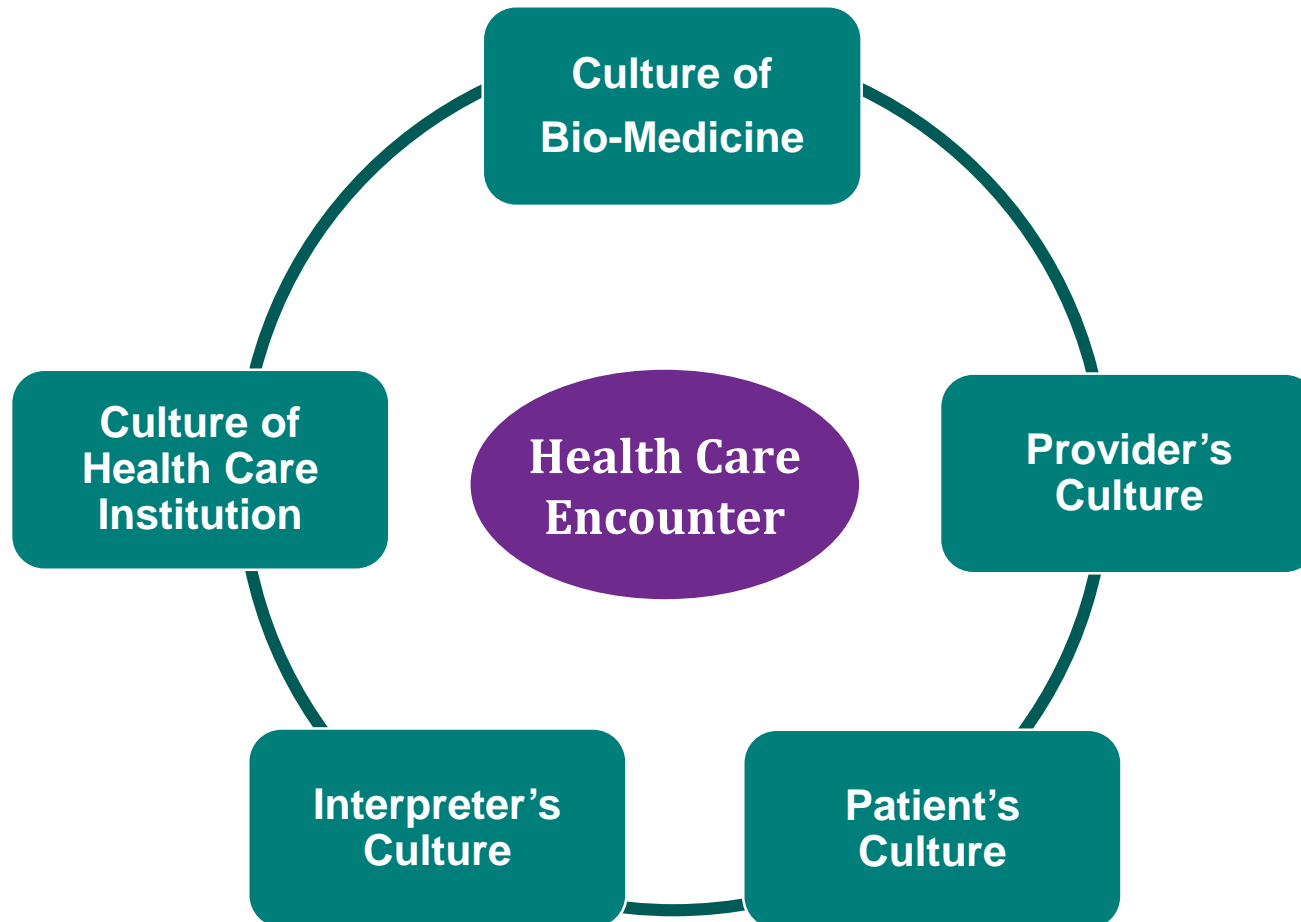 Culture of
Bio-Medicine
Culture of
Health Care
Institution
Health Care
Encounter
Provider’s
Culture
Interpreter’s
Culture
Patient’s
Culture